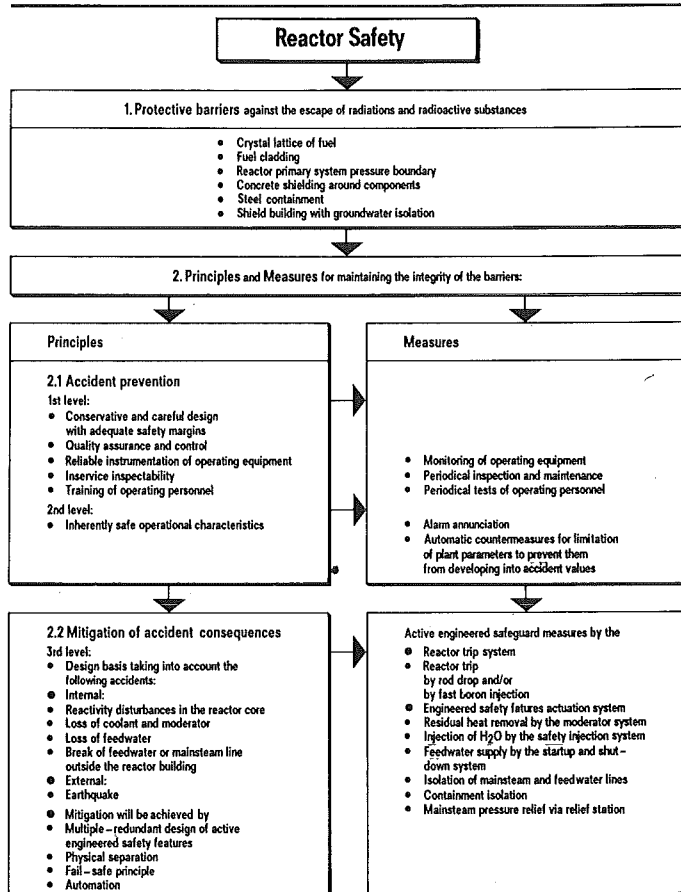 Reactor Safety
1. Protective barriers against the escape of radiations and radioactive substances
• Crystal lattice of fuel
• Fuel cladding
• Reactor primary system pressure boundary
• Concrete shielding around components
• Steel containment
• Shield building with groundwater isolation
2. Principles and Measures for maintaining the integrity of the barriers:
Principles
2.1 Accident prevention
1st level:
• Conservative and careful design
with adequate safety margins
• Quality assurance and control
• Reliable instrumentation of operating equipment
• Inservice inspectability
• Training of operating personnel
2nd level:
• Inherently safe operational characteristics
Measures
• Monitoring of operating equipment
• Periodical inspection and maintenance
• Periodical tests of operating personnel
• Alarm annunciation
• Automatic countermeasures for limitation
of plant parameters to prevent them
from developing into accident values
2.2 Mitigation of accident consequences
3rd level:
• Design basis taking into account the
following accidents:
• Internal:
• Reactivity disturbances in the reactor core
• Loss of coolant and moderator
• Loss of feedwater
• Break of feedwater or mainsteam line
outside the reactor building
• External:
• Earthquake
• Mitigation will be achieved by
• Multiple-redundant design of active
engineered safety features
• Physical separation
• Fail-safe principle
• Automation
Active engineered safeguard measures by the
• Reactor trip system
• Reactor trip
by rod drop and/or
by fast boron injection
• Engineered safety fatures actuation system
• Residual heat removal by the moderator system
• Injection of H2O by the safety injection system
• Feedwater supply by the startup and shut-
down system
• Isolation of mainsteam and feedwater lines
• Containment isolation
• Mainsteam pressure relief via relief station